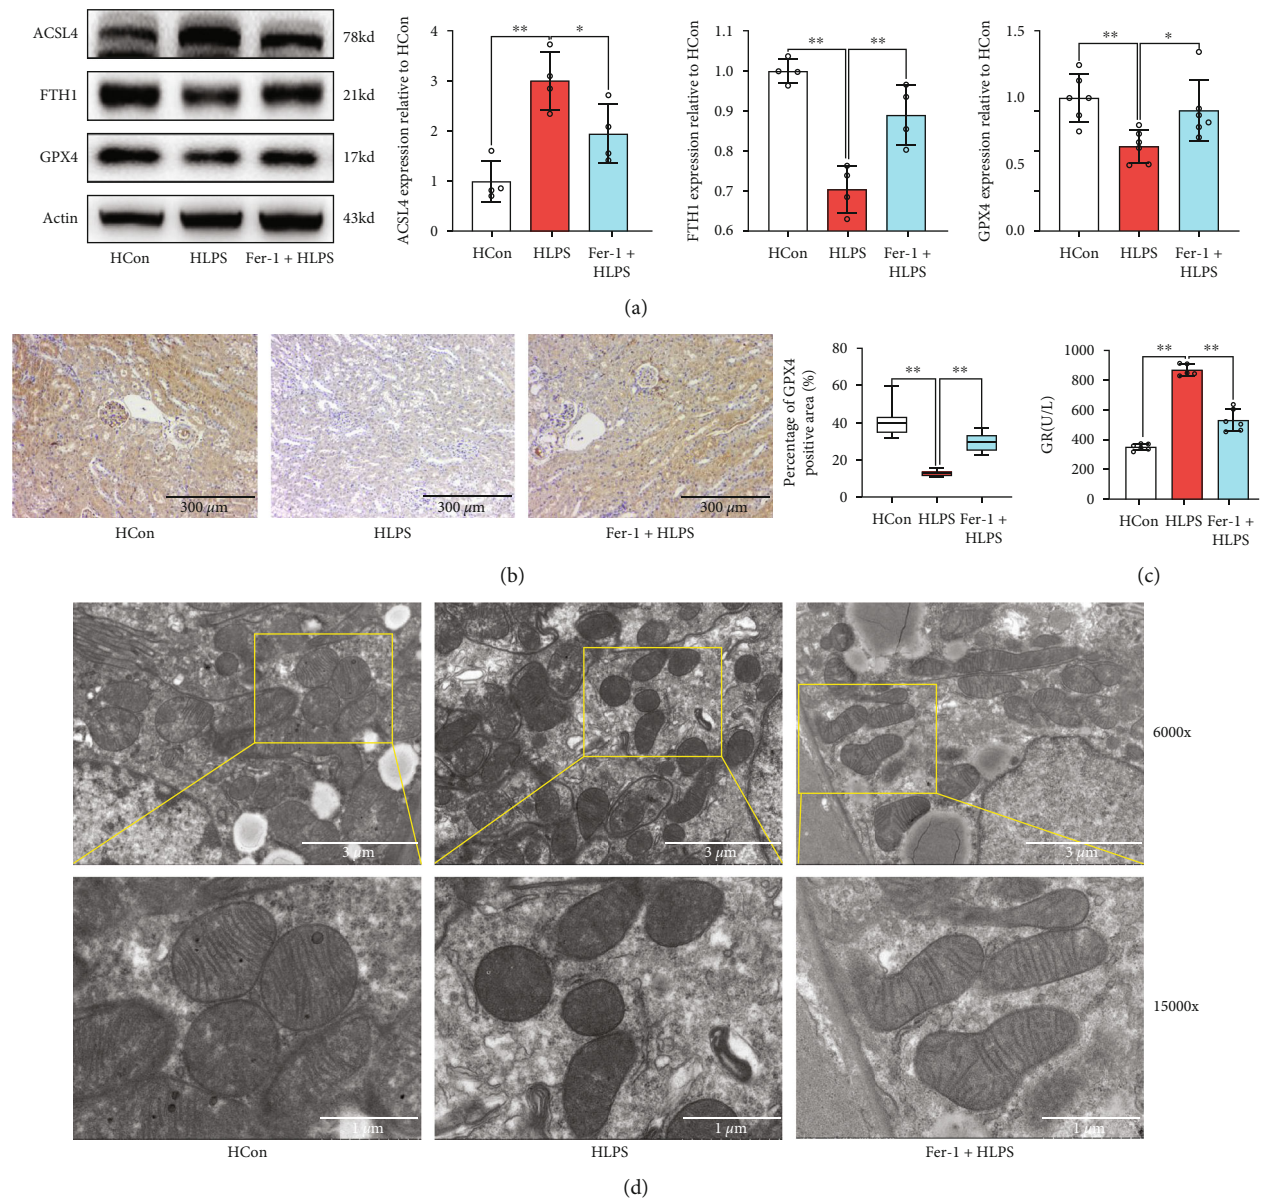 ACSL4
78kd
FTH1
21kd
GPX4
17kd
Actin
43kd
HCon
HLPS
Fer-1 + HLPS
ACSL4 expression relative to HCon
4
3
2
1
0
**
*
HCon
HLPS
Fer-1 +
HLPS
FTH1 expression relative to HCon
1.1
1.0
0.9
0.8
0.7
0.6
**
**
HCon
HLPS
Fer-1 +
HLPS
GPX4 expression relative to HCon
1.5
1.0
0.5
0.0
**
*
HCon
HLPS
Fer-1 +
HLPS
(a)
300 μm
300 μm
300 μm
HCon
HLPS
Fer-1 + HLPS
Percentage of GPX4
positive area (%)
80
60
40
20
0
**
**
HCon
HLPS
Fer-1 +
HLPS
(b)
GR(U/L)
1000
800
600
400
200
0
**
**
HCon
HLPS
Fer-1 +
HLPS
(c)
3 μm
3 μm
3 μm
6000x
1 μm
1 μm
1 μm
15000x
HCon
HLPS
Fer-1 + HLPS
(d)